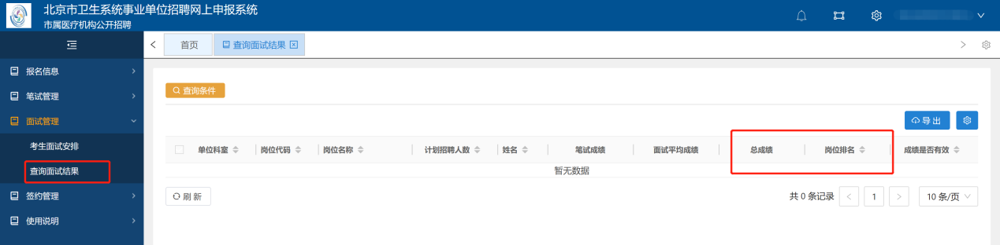 北京市卫生系统事业单位招聘网上申报系统
市属医疗机构公开招聘
首页 查询面试结果
报名信息
笔试管理
面试管理
考生面试安排
查询面试结果
签约管理
使用说明
查询条件
导出
单位科室 岗位代码 岗位名称 计划招聘人数 姓名 笔试成绩 面试平均成绩 总成绩 岗位排名 成绩是否有效
暂无数据
刷新 共 0 条记录 < 1 > 10 条/页